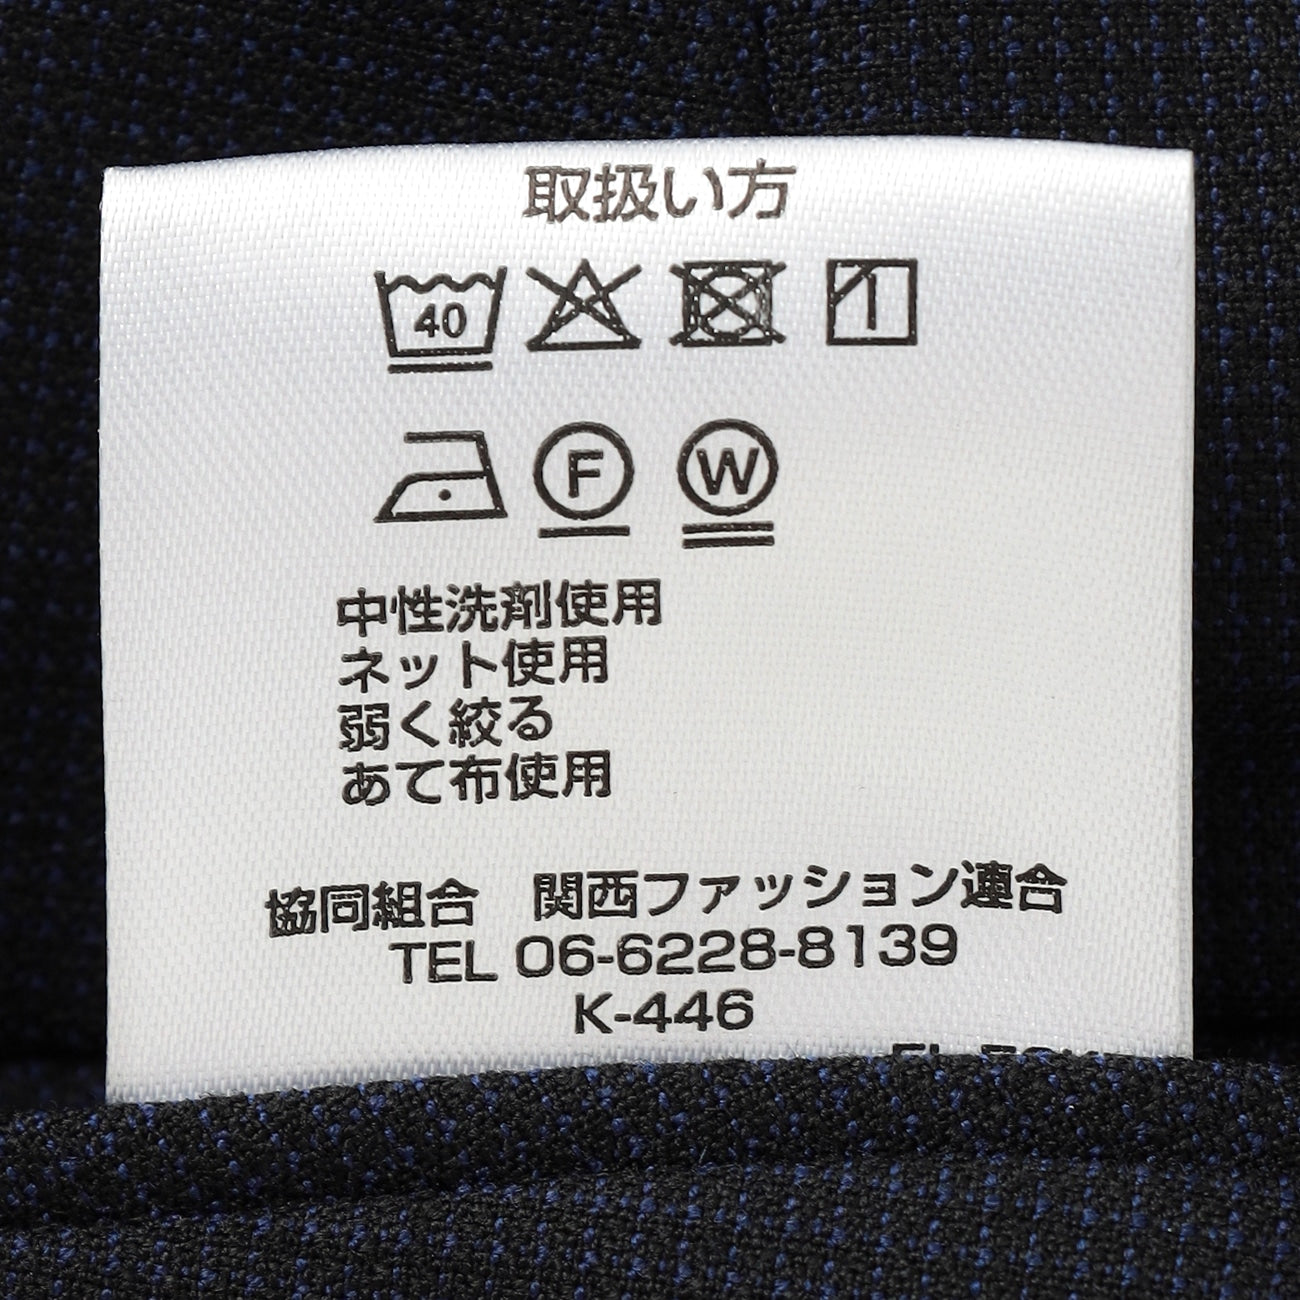 取扱い方
40
F W
中性洗剤使用
ネット使用
弱く絞る
あて布使用
協同組合　関西ファッション連合
TEL 06-6228-8139
K-446